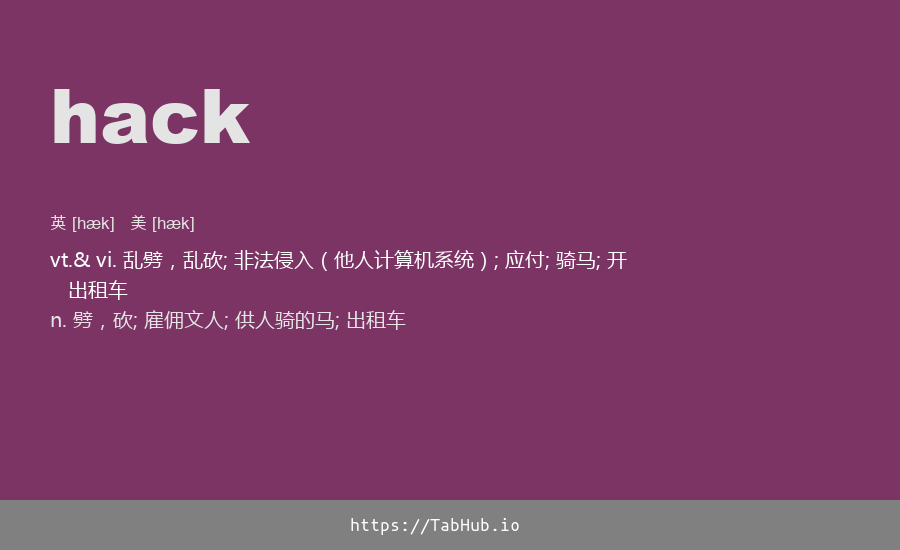 hack
英 [hæk] 美 [hæk]
vt.& vi. 乱劈，乱砍; 非法侵入（他人计算机系统）; 应付; 骑马; 开
出租车
n. 劈，砍; 雇佣文人; 供人骑的马; 出租车
https://TabHub.io